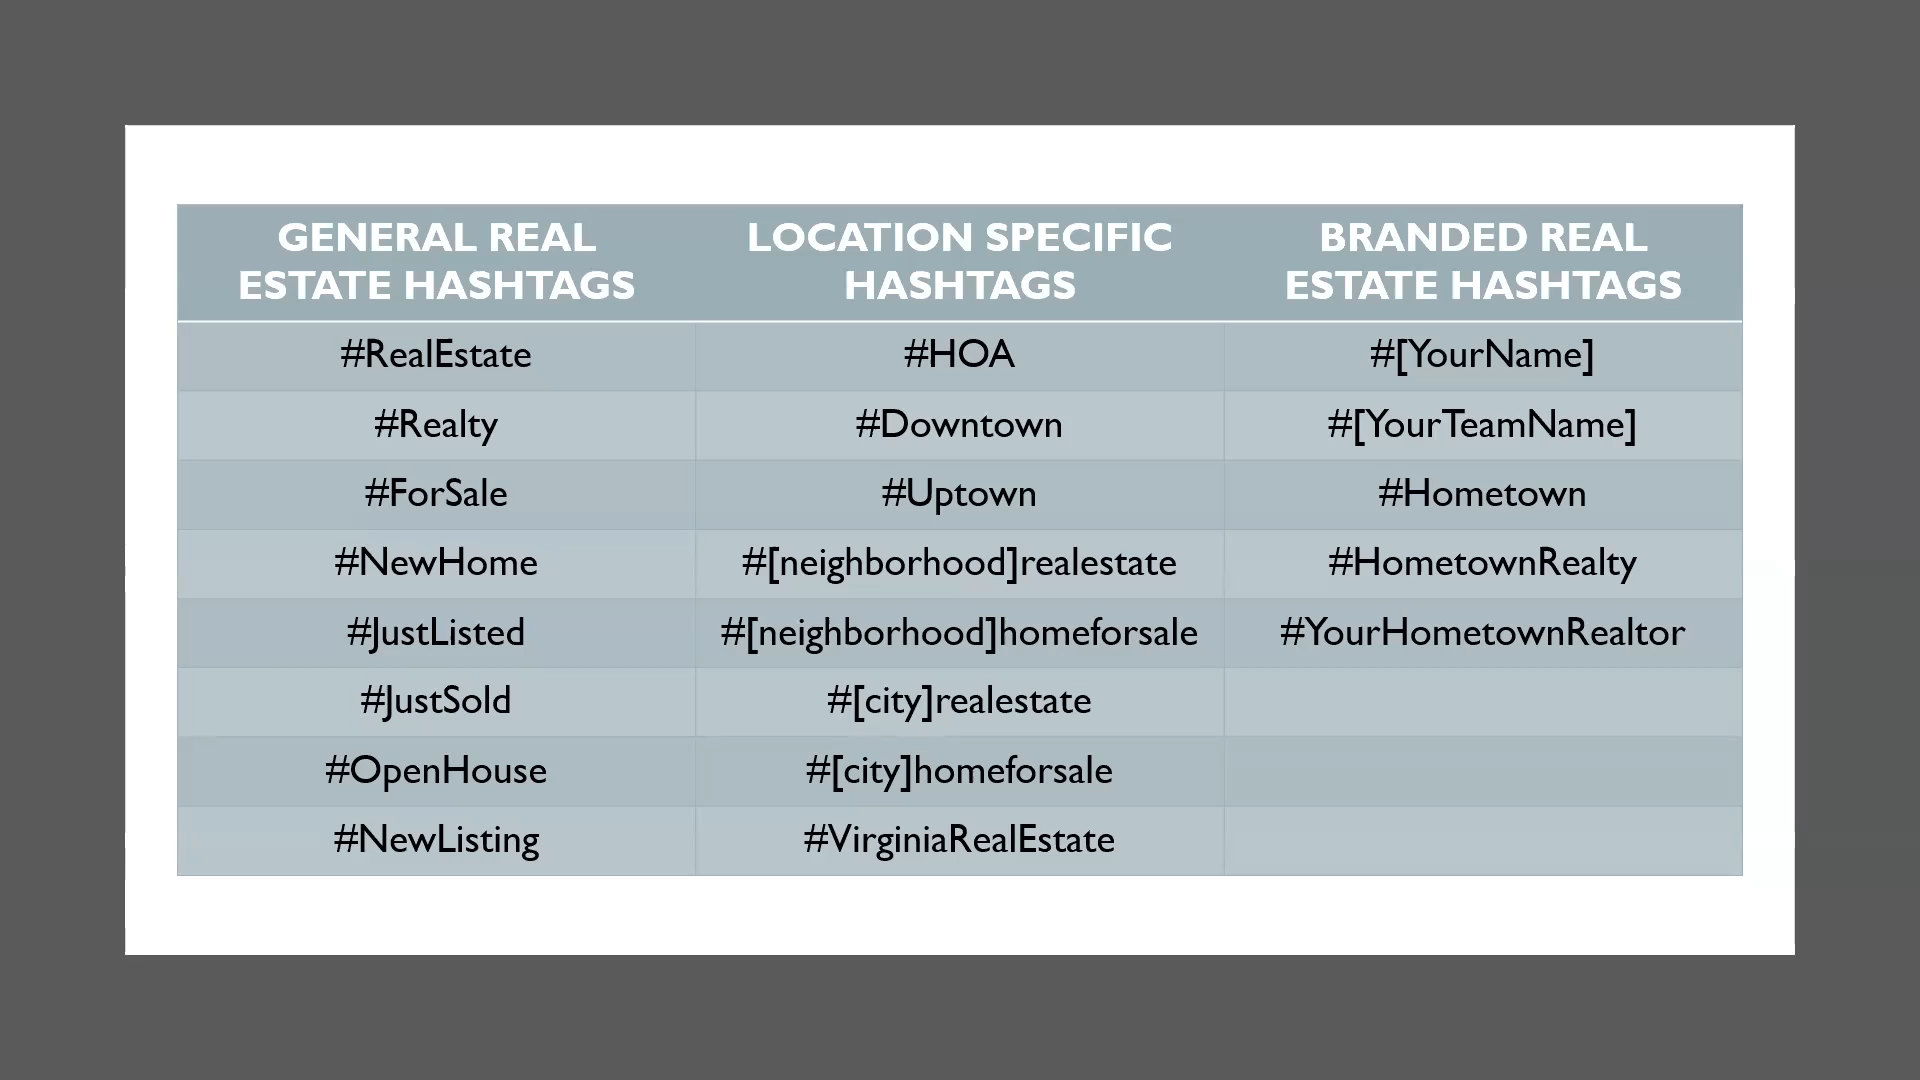 GENERAL REAL
ESTATE HASHTAGS
LOCATION SPECIFIC
HASHTAGS
BRANDED REAL
ESTATE HASHTAGS
#RealEstate #HOA #[YourName]
#Realty #Downtown #[YourTeamName]
#ForSale #Uptown #Hometown
#NewHome #[neighborhood]realestate #HometownRealty
#JustListed #[neighborhood]homeforsale #YourHometownRealtor
#JustSold #[city]realestate
#OpenHouse #[city]homeforsale
#NewListing #VirginiaRealEstate